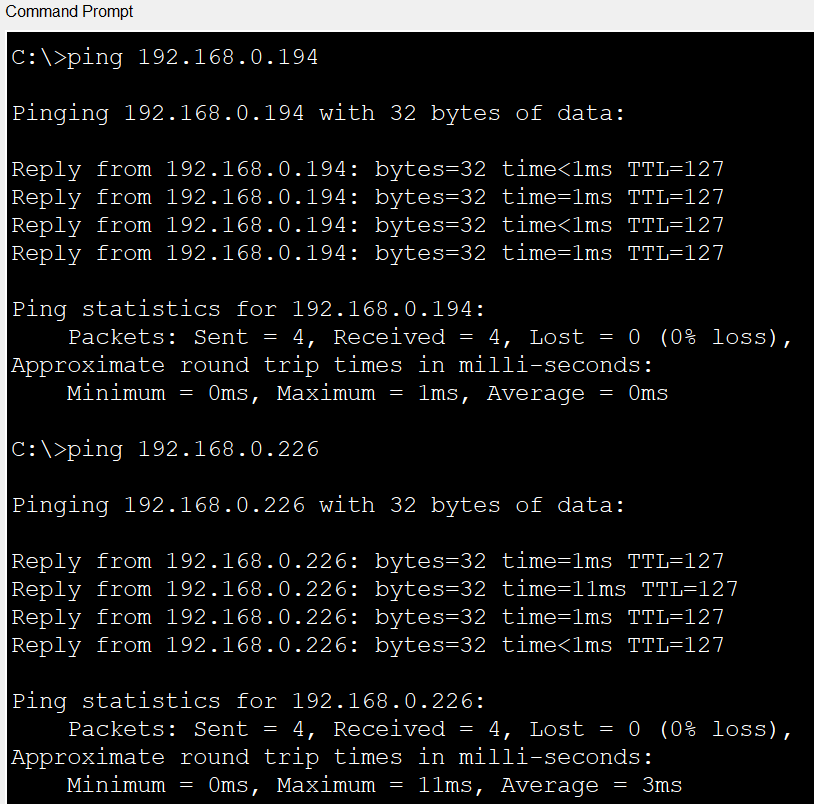 Command Prompt
C:\>ping 192.168.0.194
Pinging 192.168.0.194 with 32 bytes of data:
Reply from 192.168.0.194: bytes=32 time<1ms TTL=127
Reply from 192.168.0.194: bytes=32 time=1ms TTL=127
Reply from 192.168.0.194: bytes=32 time<1ms TTL=127
Reply from 192.168.0.194: bytes=32 time=1ms TTL=127
Ping statistics for 192.168.0.194:
    Packets: Sent = 4, Received = 4, Lost = 0 (0% loss),
Approximate round trip times in milli-seconds:
    Minimum = 0ms, Maximum = 1ms, Average = 0ms
C:\>ping 192.168.0.226
Pinging 192.168.0.226 with 32 bytes of data:
Reply from 192.168.0.226: bytes=32 time=1ms TTL=127
Reply from 192.168.0.226: bytes=32 time=11ms TTL=127
Reply from 192.168.0.226: bytes=32 time=1ms TTL=127
Reply from 192.168.0.226: bytes=32 time<1ms TTL=127
Ping statistics for 192.168.0.226:
    Packets: Sent = 4, Received = 4, Lost = 0 (0% loss),
Approximate round trip times in milli-seconds:
    Minimum = 0ms, Maximum = 11ms, Average = 3ms